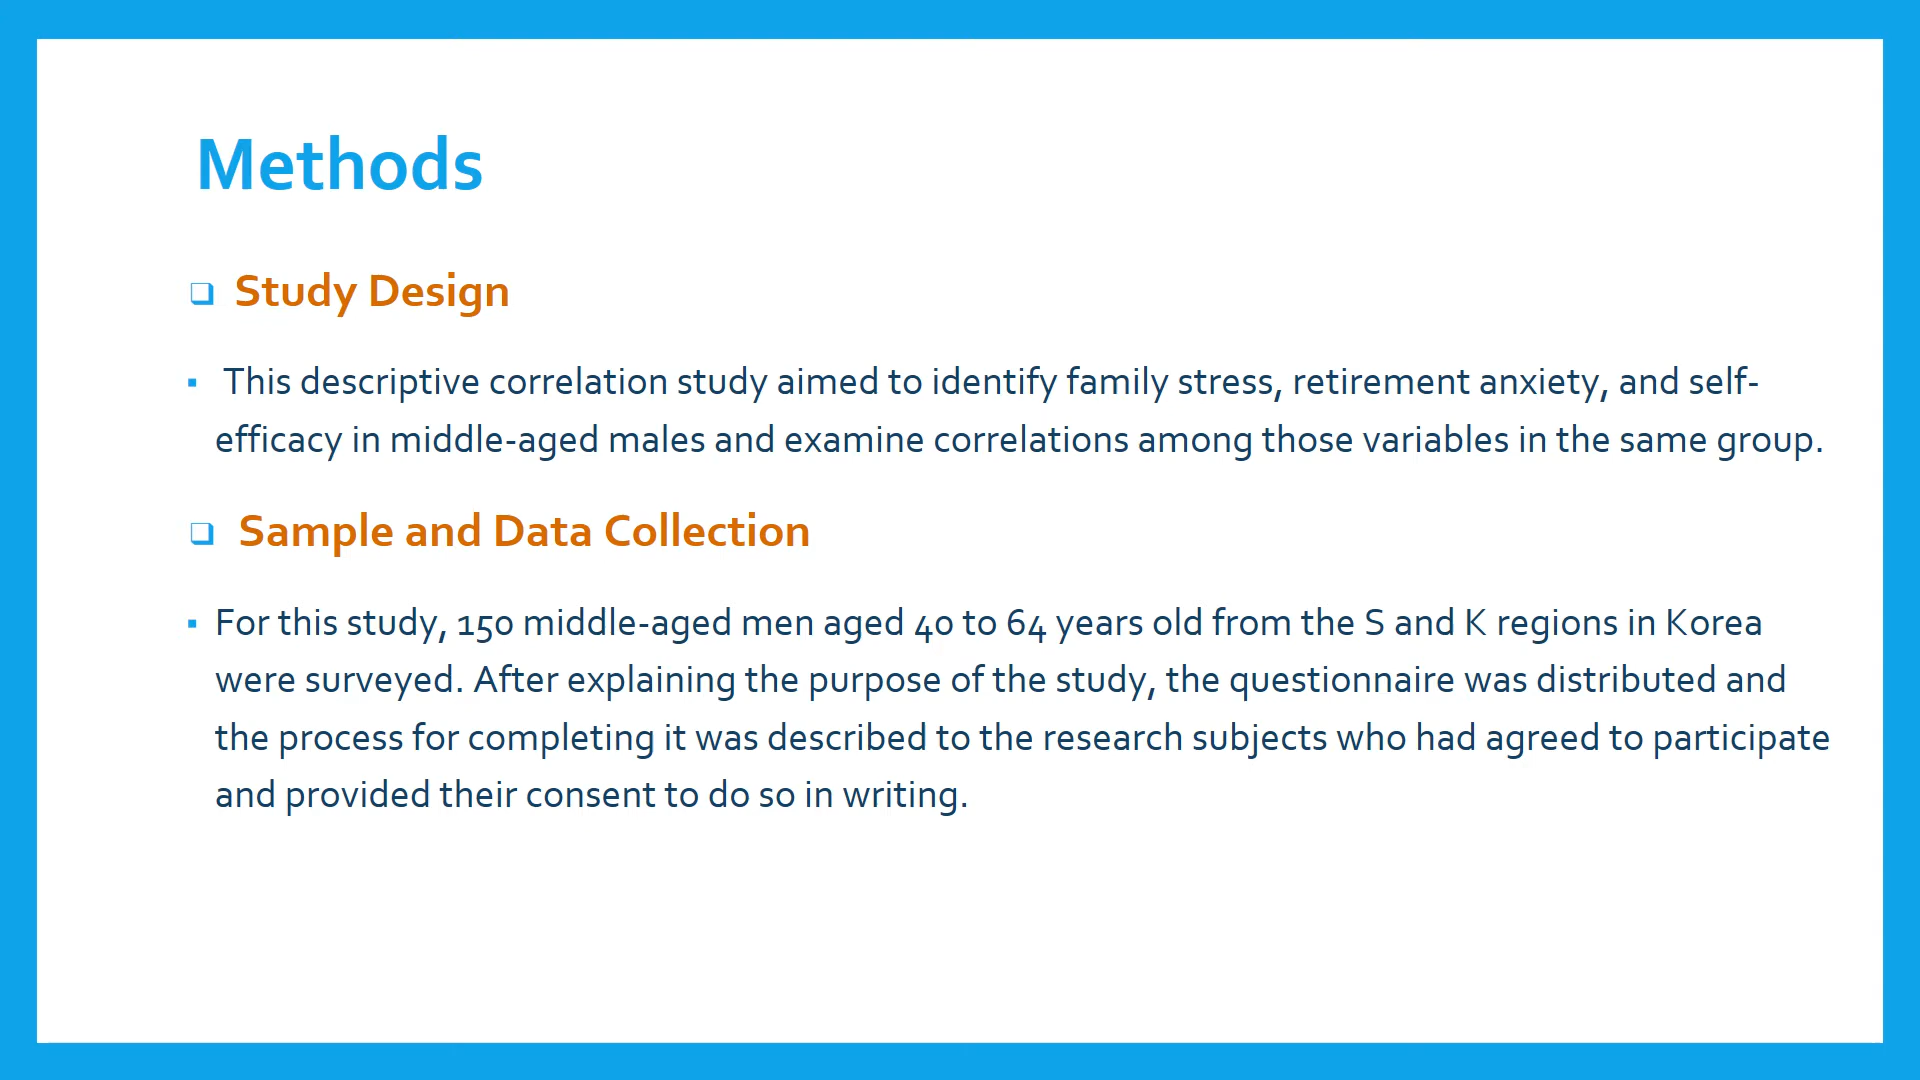 Methods
❑ Study Design
▪ This descriptive correlation study aimed to identify family stress, retirement anxiety, and self-
efficacy in middle-aged males and examine correlations among those variables in the same group.
❑ Sample and Data Collection
▪ For this study, 150 middle-aged men aged 40 to 64 years old from the S and K regions in Korea
were surveyed. After explaining the purpose of the study, the questionnaire was distributed and
the process for completing it was described to the research subjects who had agreed to participate
and provided their consent to do so in writing.